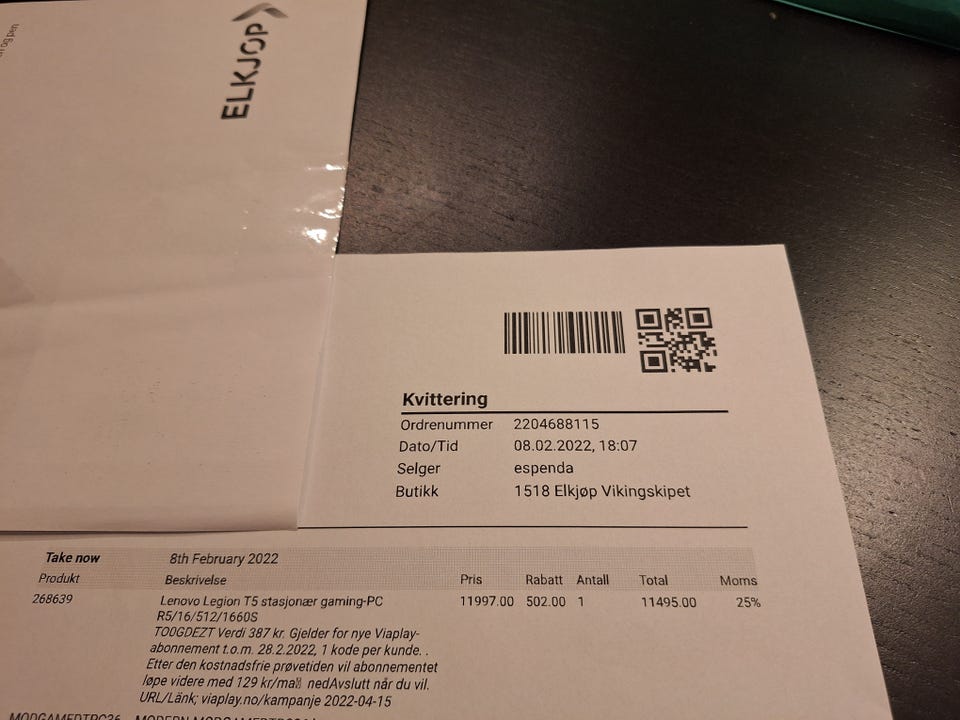 ELKJØP
Kvittering
Ordrenummer 2204688115
Dato/Tid 08.02.2022, 18:07
Selger espenda
Butikk 1518 Elkjøp Vikingskipet
Take now 8th February 2022
Produkt Beskrivelse Pris Rabatt Antall Total Moms
268639 Lenovo Legion T5 stasjonær gaming-PC 11997.00 502.00 1 11495.00 25%
R5/16/512/1660S
TO0GDEZT Verdi 387 kr. Gjelder for nye Viaplay-
abonnement t.o.m. 28.2.2022, 1 kode per kunde. .
Etter den kostnadsfrie prøvetiden vil abonnementet
løpe videre med 129 kr/ma nedAvslutt når du vil.
URL/Länk; viaplay.no/kampanje 2022-04-15